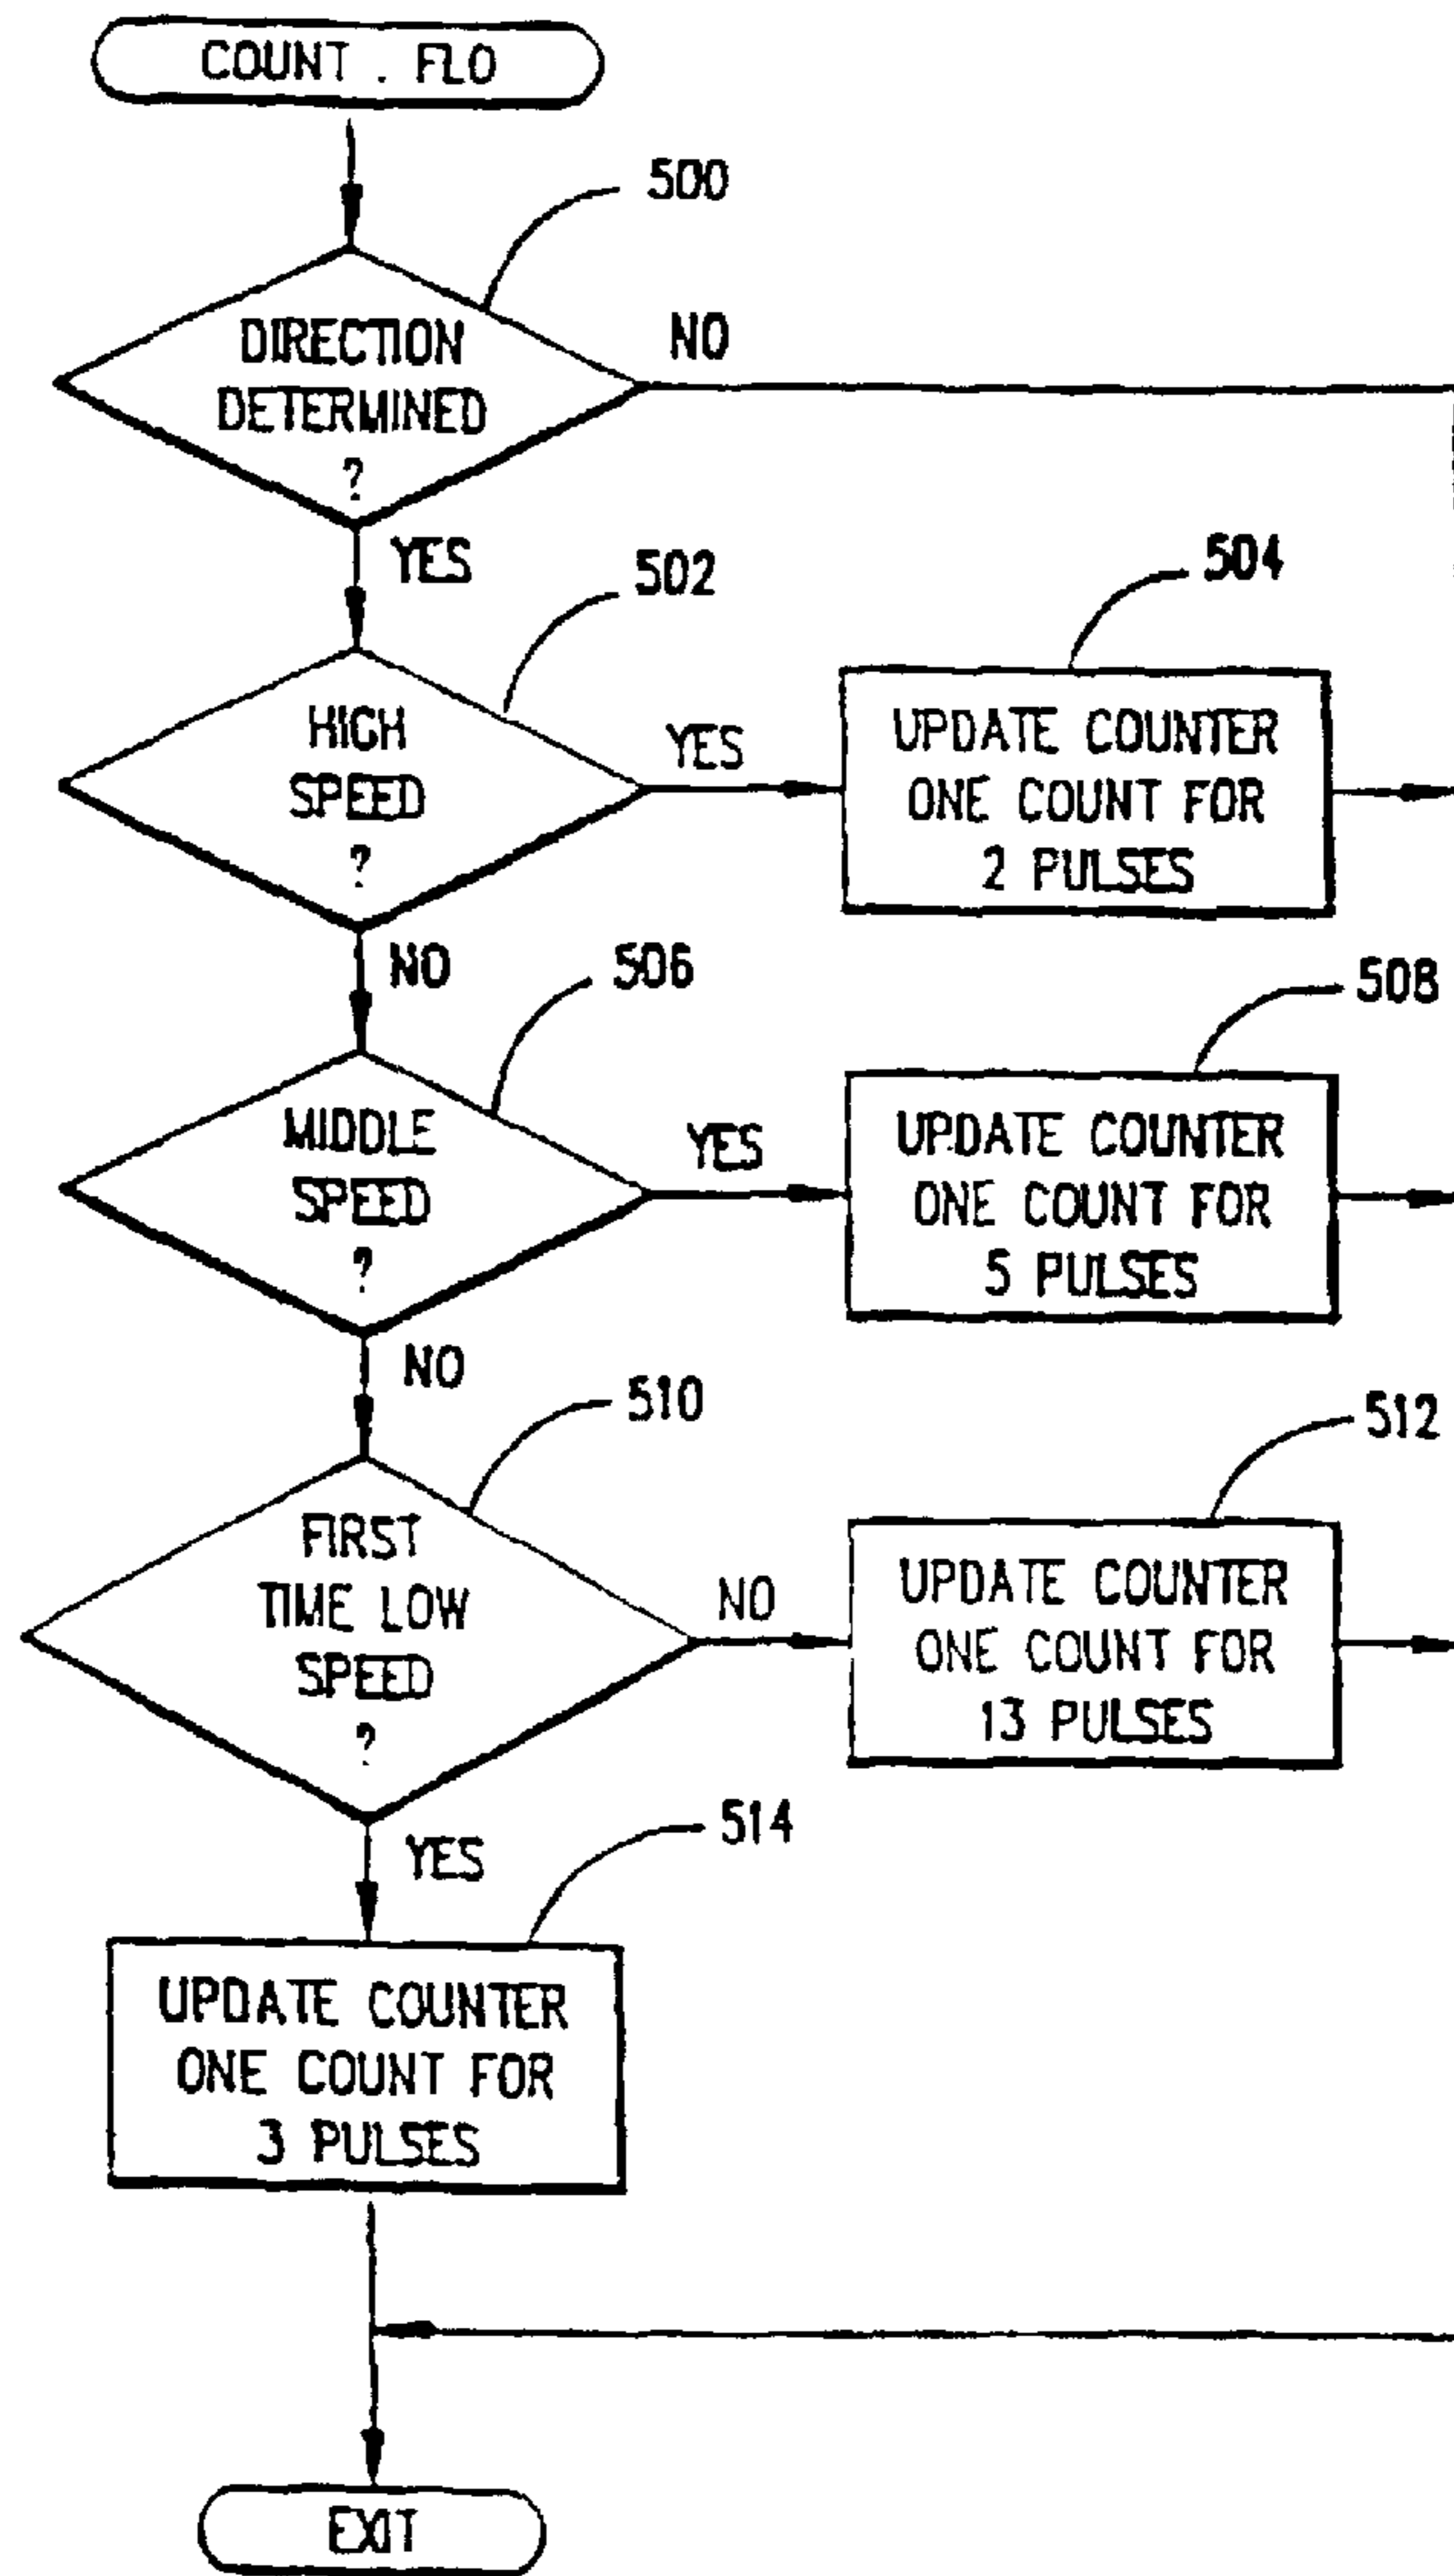 COUNT . FLO
500
DIRECTION
DETERMINED
?
NO
YES
502
HIGH
SPEED
?
YES
504
UPDATE COUNTER
ONE COUNT FOR
2 PULSES
NO
506
MIDDLE
SPEED
?
YES
508
UPDATE COUNTER
ONE COUNT FOR
5 PULSES
NO
510
FIRST
TIME LOW
SPEED
?
NO
512
UPDATE COUNTER
ONE COUNT FOR
13 PULSES
YES
514
UPDATE COUNTER
ONE COUNT FOR
3 PULSES
EXIT